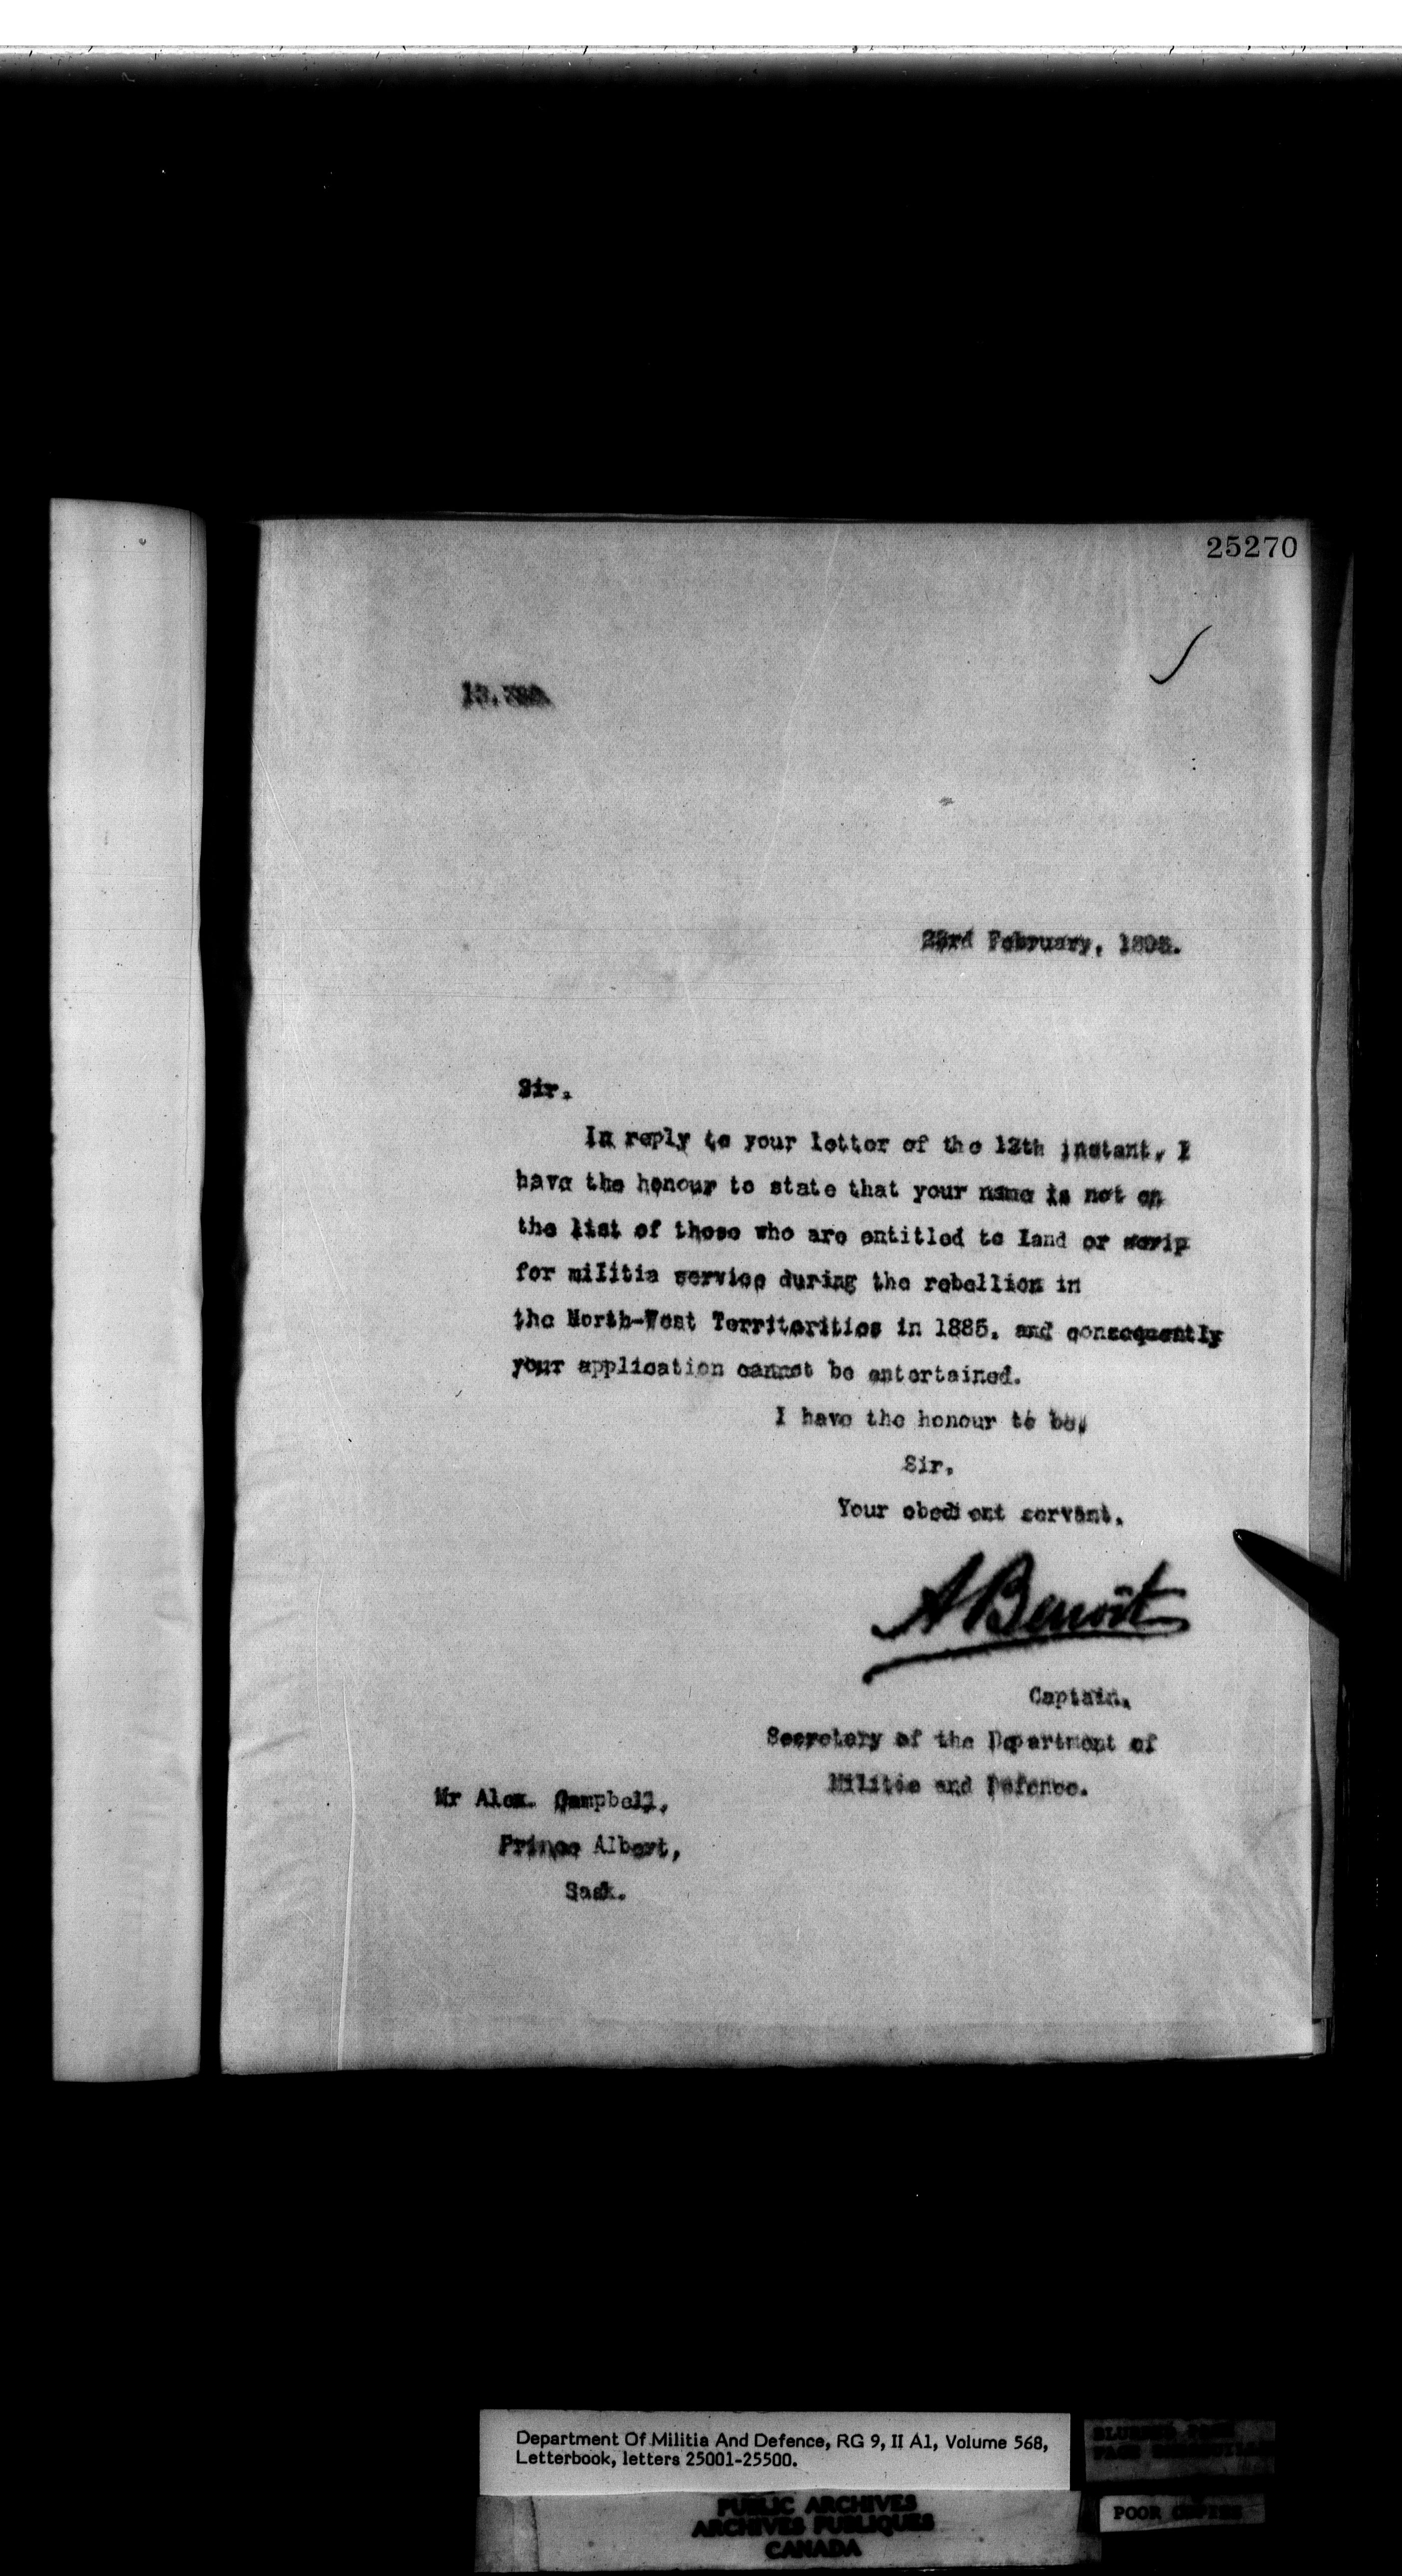 25270
23rd February,
Sir,
In reply to your letter of the 12th instant, I
have the honour to state that your name is not on
the list of those who are entitled to land or scrip
for militia service during the rebellion in
the North-West Territorities in 1885, and consequently
your application cannot be entertained.
I have the honour to be,
Sir,
Your obedient servant,
A Benoît
Captain,
Secretary of the Department of
Militia and Defence.
Mr Alex. Campbell,
Prince Albert,
Sask.
Department Of Militia And Defence, RG 9, II A1, Volume 568,
Letterbook, letters 25001-25500.
PUBLIC ARCHIVES
ARCHIVES PUBLIQUES
CANADA
POOR